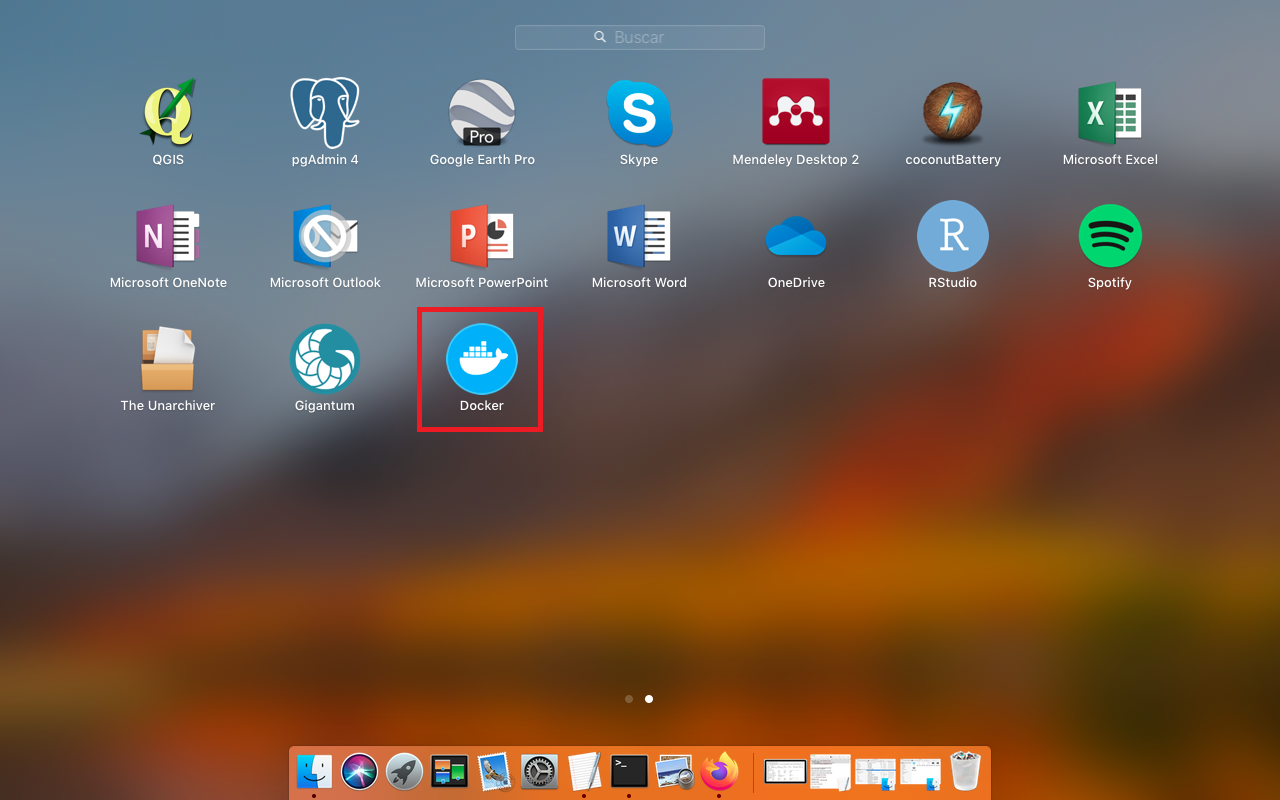 Buscar
Pro
S
X
QGIS
pgAdmin 4
Google Earth Pro
Skype
Mendeley Desktop 2
coconutBattery
Microsoft Excel
N
P
W
R
Microsoft OneNote
Microsoft Outlook
Microsoft PowerPoint
Microsoft Word
OneDrive
RStudio
Spotify
The Unarchiver
Gigantum
Docker
>_